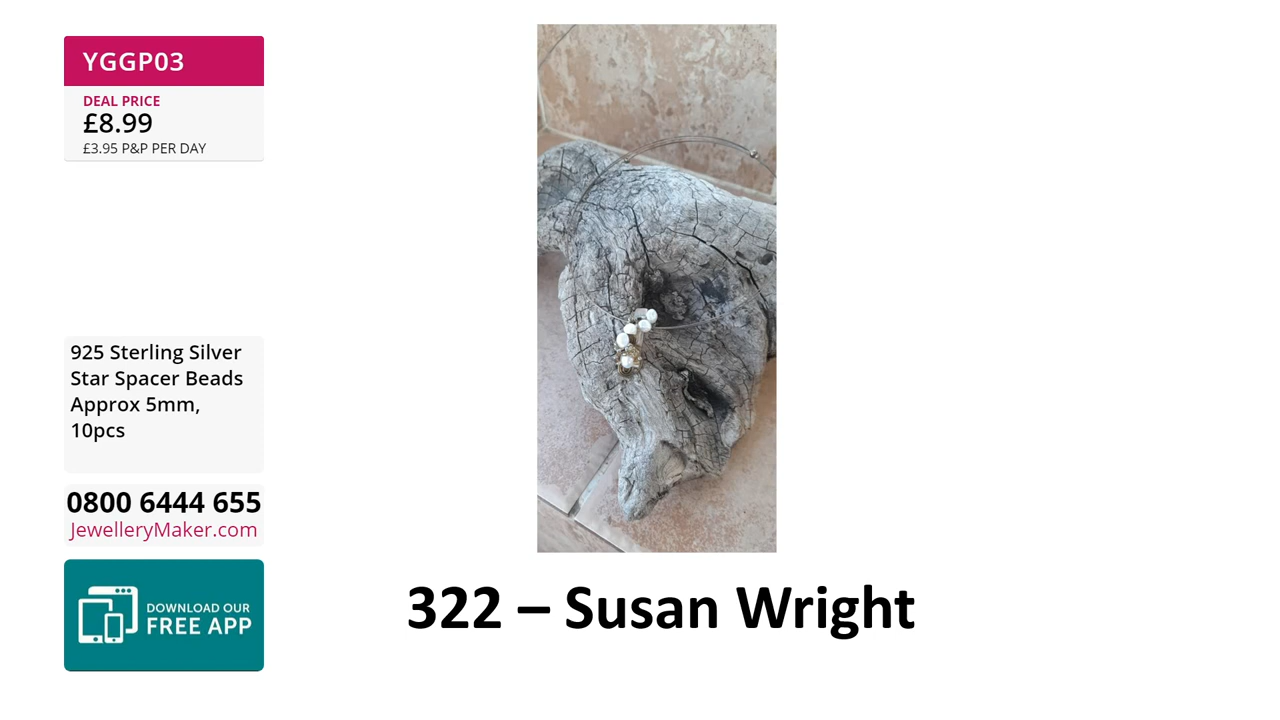 YGGP03
DEAL PRICE
£8.99
£3.95 P&P PER DAY
925 Sterling Silver
Star Spacer Beads
Approx 5mm,
10pcs
0800 6444 655
JewelleryMaker.com
DOWNLOAD OUR
FREE APP
322 – Susan Wright